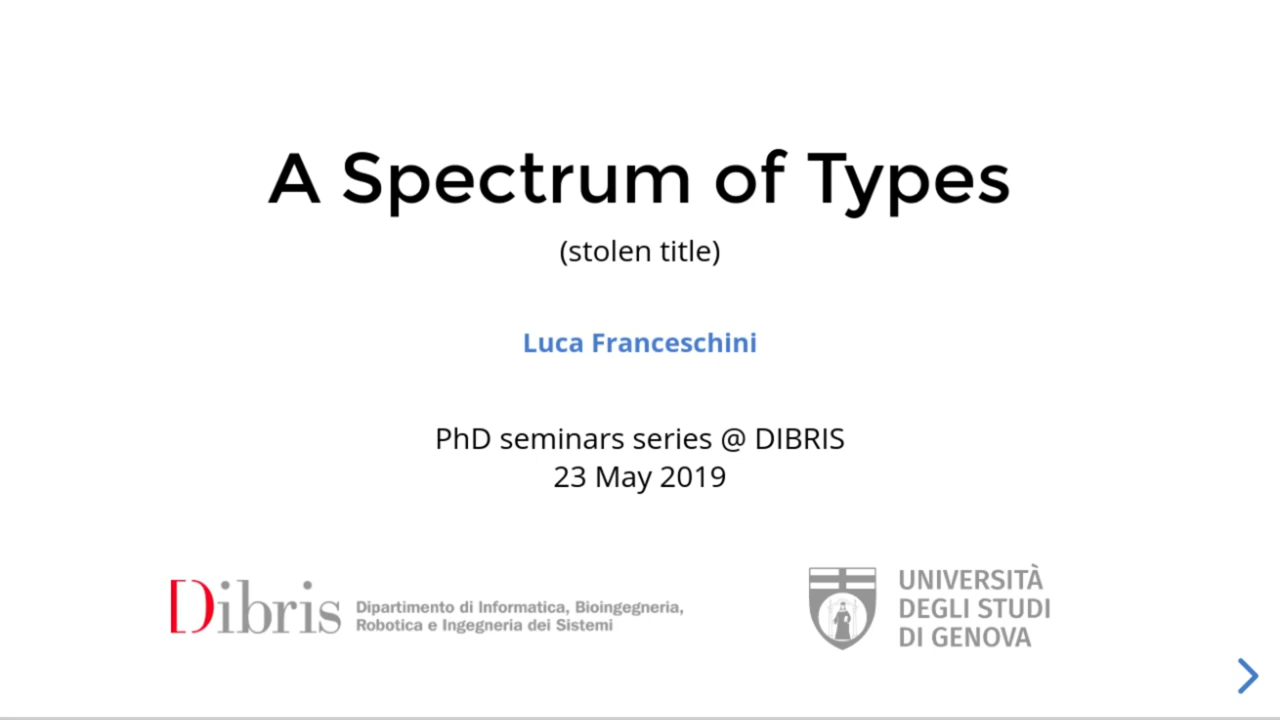 A Spectrum of Types
(stolen title)
Luca Franceschini
PhD seminars series @ DIBRIS
23 May 2019
Dibris
Dipartimento di Informatica, Bioingegneria,
Robotica e Ingegneria dei Sistemi
UNIVERSITÀ
DEGLI STUDI
DI GENOVA